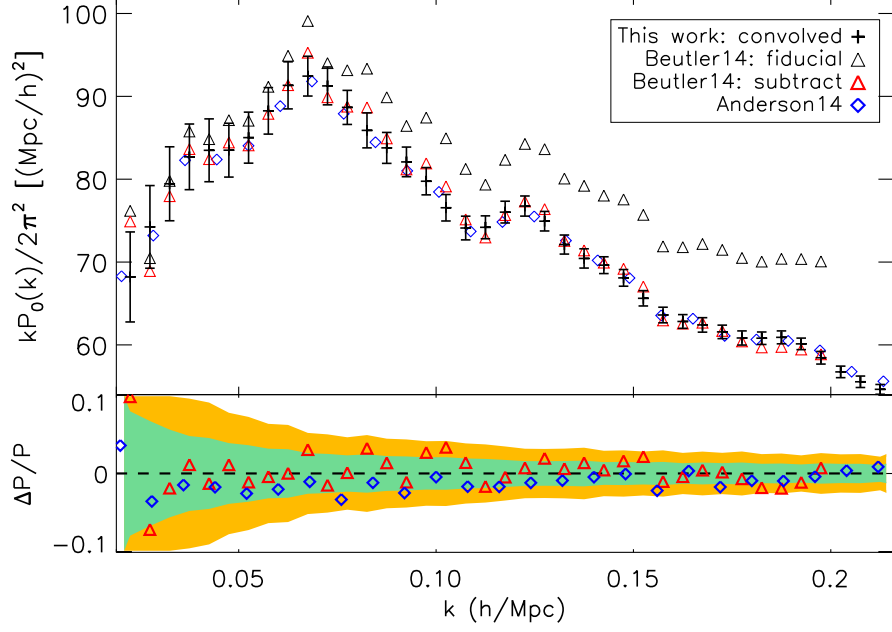 100
90
80
70
60
kP₀(k)/2π² [(Mpc/h)²]
This work: convolved
Beutler14: fiducial
Beutler14: subtract
Anderson14
0.1
0
−0.1
ΔP/P
0.05 0.10 0.15 0.2
k (h/Mpc)